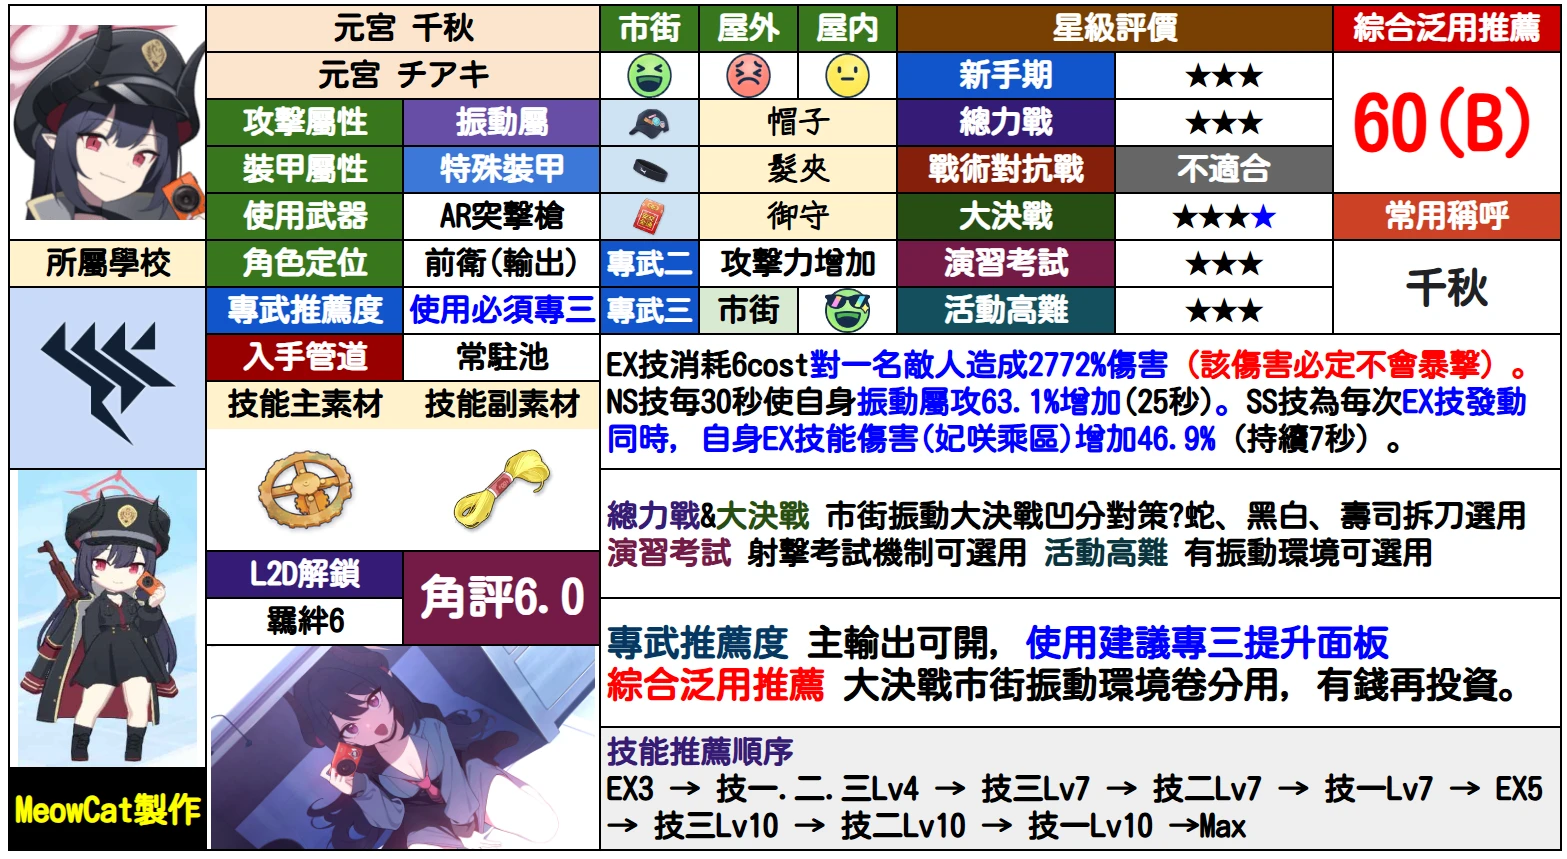 元宮 千秋
市街
屋外
屋内
星級評價
綜合泛用推薦
元宮 チアキ
新手期
★★★
60(B)
攻擊屬性
振動屬
帽子
總力戰
★★★
裝甲屬性
特殊裝甲
髮夾
戰術對抗戰
不適合
使用武器
AR突擊槍
御守
大決戰
★★★★
常用稱呼
所屬學校
角色定位
前衛(輸出)
專武二
攻擊力增加
演習考試
★★★
千秋
專武推薦度
使用必須專三
專武三
市街
活動高難
★★★
入手管道
常駐池
技能主素材
技能副素材
EX技消耗6cost對一名敵人造成2772%傷害（該傷害必定不會暴擊）。
NS技每30秒使自身振動屬攻63.1%增加(25秒)。SS技為每次EX技發動
同時，自身EX技能傷害(妃咲乘區)增加46.9%（持續7秒）。
總力戰&大決戰 市街振動大決戰凹分對策?蛇、黑白、壽司拆刀選用
演習考試 射擊考試機制可選用 活動高難 有振動環境可選用
L2D解鎖
角評6.0
羈絆6
專武推薦度 主輸出可開，使用建議專三提升面板
綜合泛用推薦 大決戰市街振動環境卷分用，有錢再投資。
技能推薦順序
EX3 → 技一.二.三Lv4 → 技三Lv7 → 技二Lv7 → 技一Lv7 → EX5
→ 技三Lv10 → 技二Lv10 → 技一Lv10 →Max
MeowCat製作